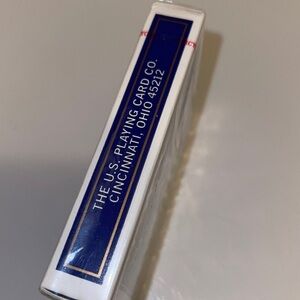 THE U.S. PLAYING CARD CO.
CINCINNATI, OHIO 45212